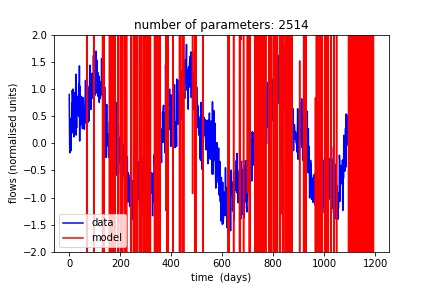 number of parameters: 2514
flows (normalised units)
2.0
1.5
1.0
0.5
0.0
−0.5
−1.0
−1.5
−2.0
data
model
0 200 400 600 800 1000 1200
time (days)